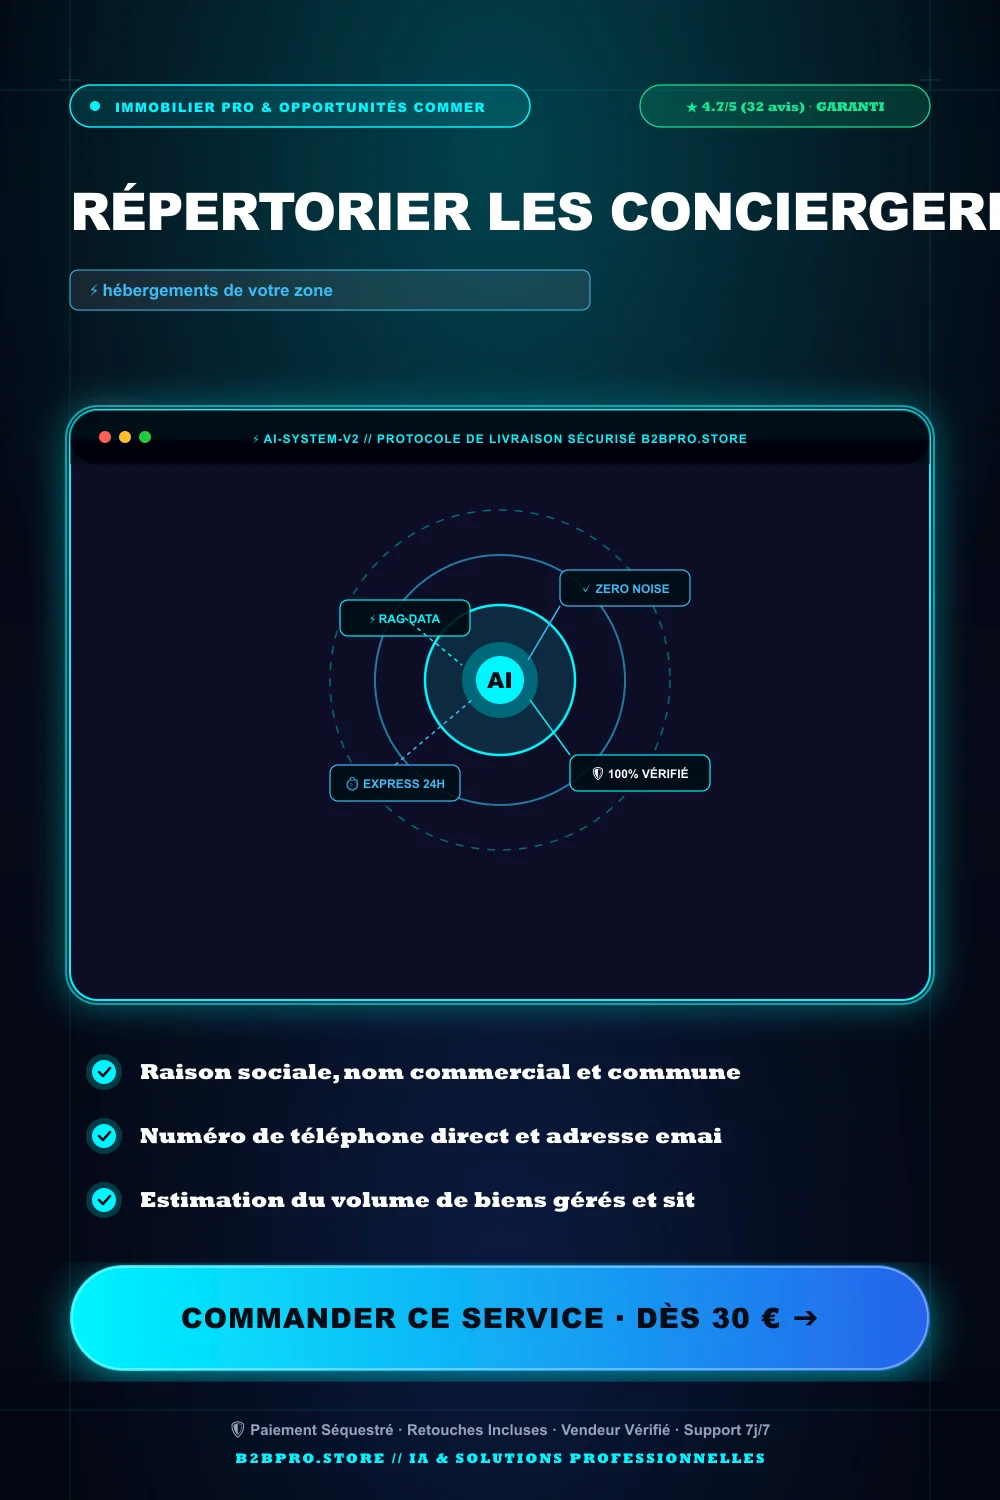 IMMOBILIER PRO & OPPORTUNITÉS COMMER
★ 4.7/5 (32 avis) · GARANTI
RÉPERTORIER LES CONCIERGERI
⚡ hébergements de votre zone
⚡ AI-SYSTEM-V2 // PROTOCOLE DE LIVRAISON SÉCURISÉ B2BPRO.STORE
✓ ZERO NOISE
⚡ RAG DATA
AI
🛡 100% VÉRIFIÉ
⏱ EXPRESS 24H
Raison sociale, nom commercial et commune
Numéro de téléphone direct et adresse emai
Estimation du volume de biens gérés et sit
COMMANDER CE SERVICE · DÈS 30 € ➔
🛡 Paiement Séquestré · Retouches Incluses · Vendeur Vérifié · Support 7j/7
B2BPRO.STORE // IA & SOLUTIONS PROFESSIONNELLES